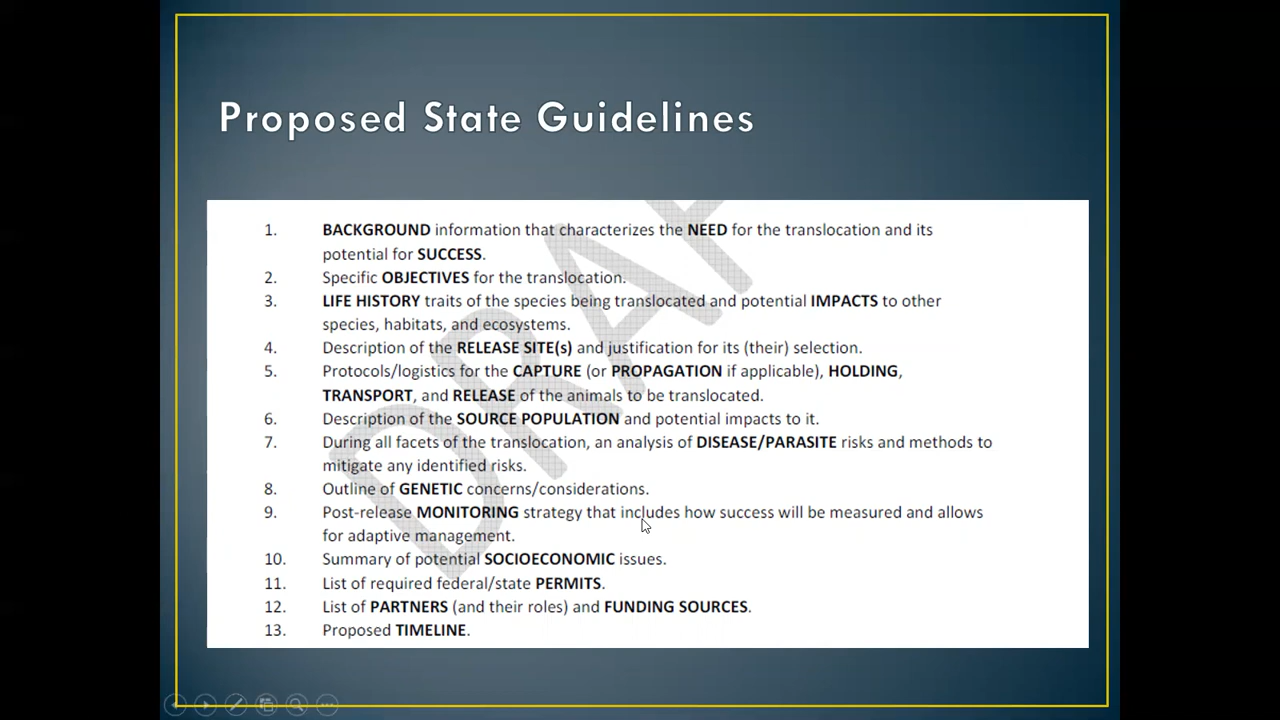 Proposed State Guidelines
1. BACKGROUND information that characterizes the NEED for the translocation and its
potential for SUCCESS.
2. Specific OBJECTIVES for the translocation.
3. LIFE HISTORY traits of the species being translocated and potential IMPACTS to other
species, habitats, and ecosystems.
4. Description of the RELEASE SITE(s) and justification for its (their) selection.
5. Protocols/logistics for the CAPTURE (or PROPAGATION if applicable), HOLDING,
TRANSPORT, and RELEASE of the animals to be translocated.
6. Description of the SOURCE POPULATION and potential impacts to it.
7. During all facets of the translocation, an analysis of DISEASE/PARASITE risks and methods to
mitigate any identified risks.
8. Outline of GENETIC concerns/considerations.
9. Post-release MONITORING strategy that includes how success will be measured and allows
for adaptive management.
10. Summary of potential SOCIOECONOMIC issues.
11. List of required federal/state PERMITS.
12. List of PARTNERS (and their roles) and FUNDING SOURCES.
13. Proposed TIMELINE.
DRAF